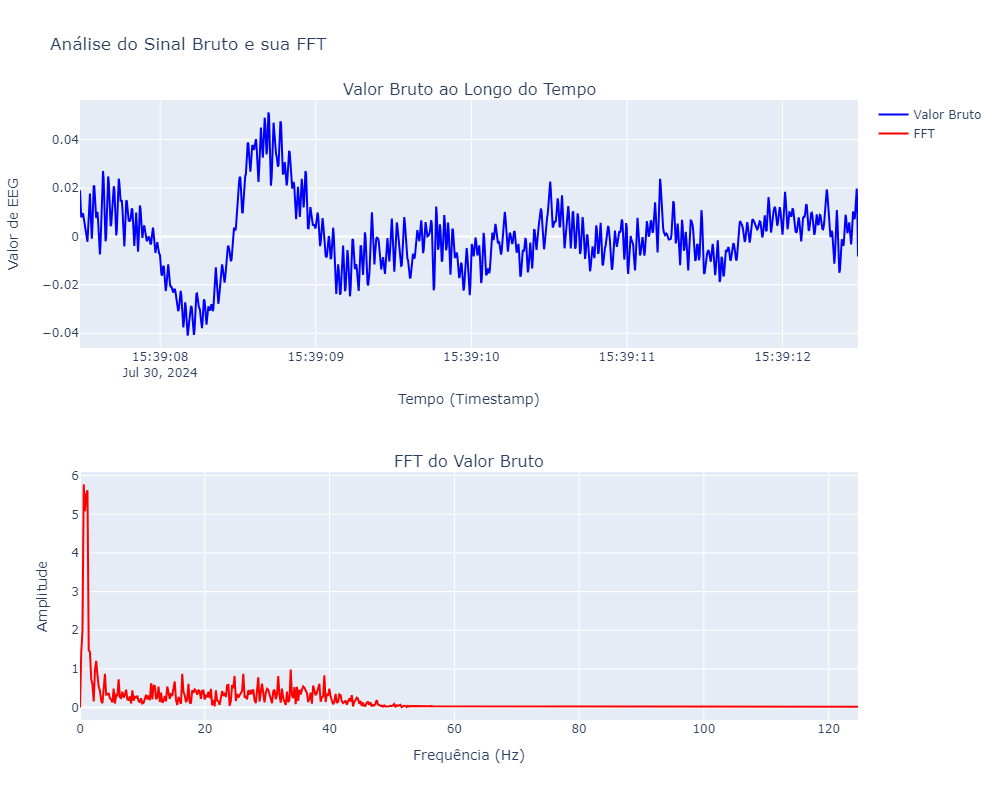 Análise do Sinal Bruto e sua FFT
Valor Bruto ao Longo do Tempo
Valor Bruto
FFT
Valor de EEG
0.04
0.02
0
−0.02
−0.04
15:39:08
Jul 30, 2024
15:39:09
15:39:10
15:39:11
15:39:12
Tempo (Timestamp)
FFT do Valor Bruto
Amplitude
6
5
4
3
2
1
0
0
20
40
60
80
100
120
Frequência (Hz)